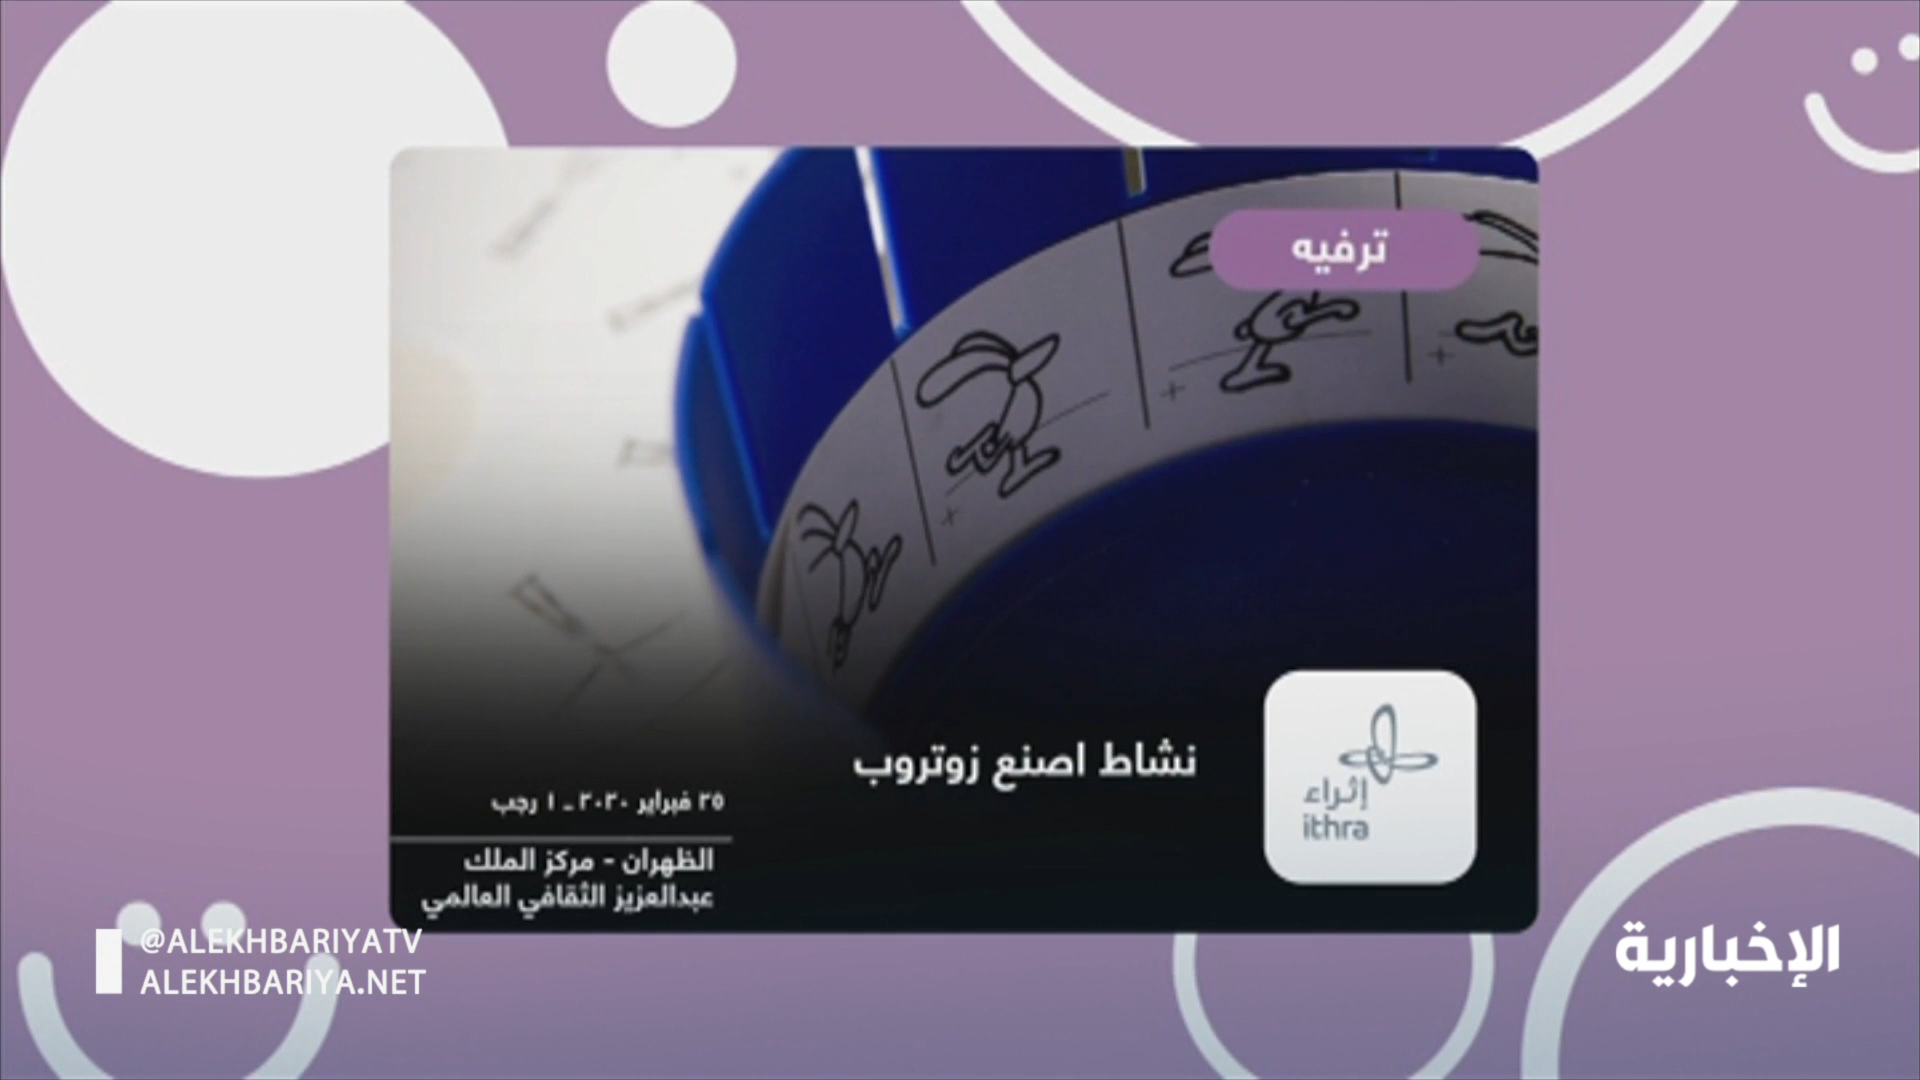 ترفيه
نشاط اصنع زوتروب
إثراء
ithra
٢٥ فبراير ٢٠٢٠ ـ ١ رجب
الظهران - مركز الملك
عبدالعزيز الثقافي العالمي
@ALEKHBARIYATV
ALEKHBARIYA.NET
الإخبارية